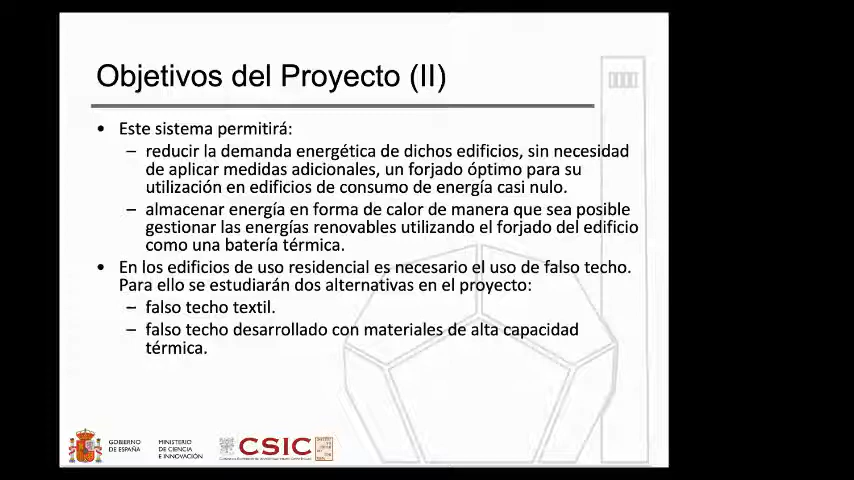 Objetivos del Proyecto (II)
• Este sistema permitirá:
– reducir la demanda energética de dichos edificios, sin necesidad
de aplicar medidas adicionales, un forjado óptimo para su
utilización en edificios de consumo de energía casi nulo.
– almacenar energía en forma de calor de manera que sea posible
gestionar las energías renovables utilizando el forjado del edificio
como una batería térmica.
• En los edificios de uso residencial es necesario el uso de falso techo.
Para ello se estudiarán dos alternativas en el proyecto:
– falso techo textil.
– falso techo desarrollado con materiales de alta capacidad
térmica.
GOBIERNO
DE ESPAÑA
MINISTERIO
DE CIENCIA
E INNOVACIÓN
CSIC